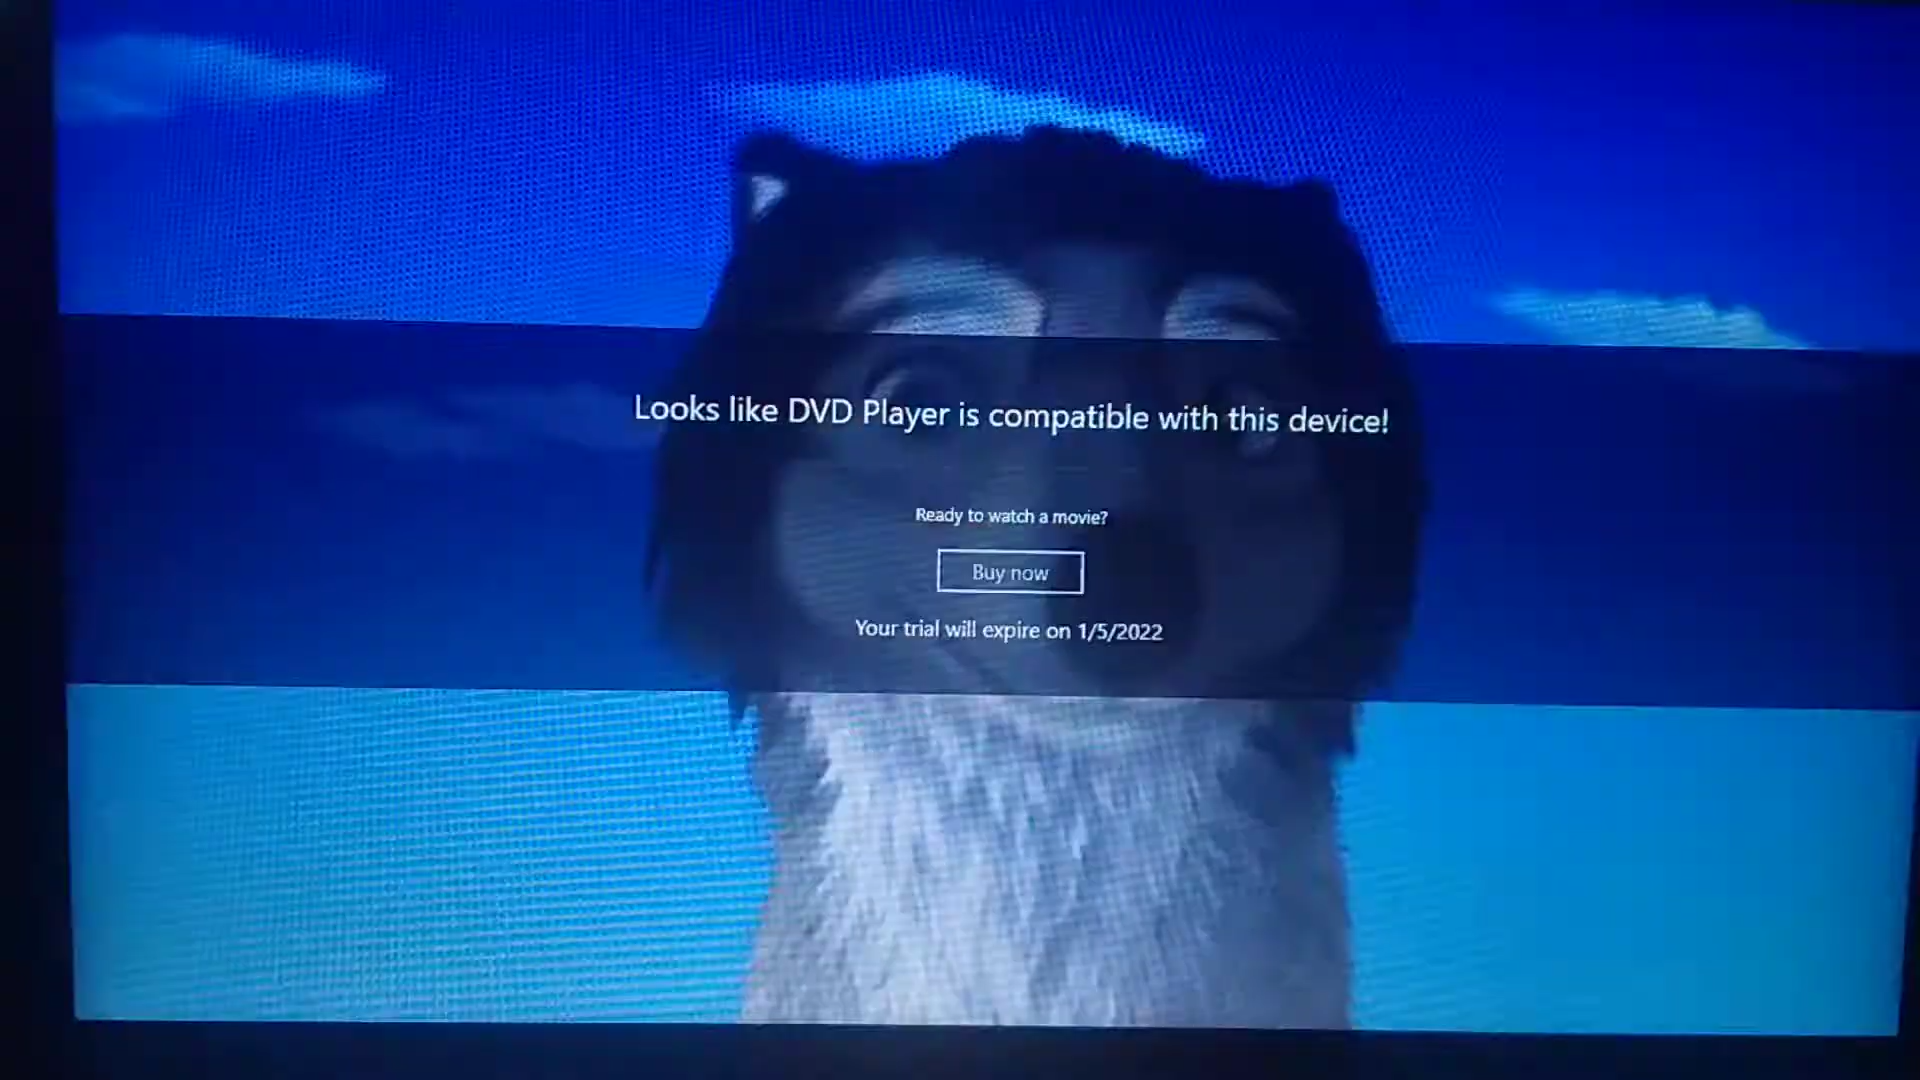 Looks like DVD Player is compatible with this device!
Ready to watch a movie?
Buy now
Your trial will expire on 1/5/2022